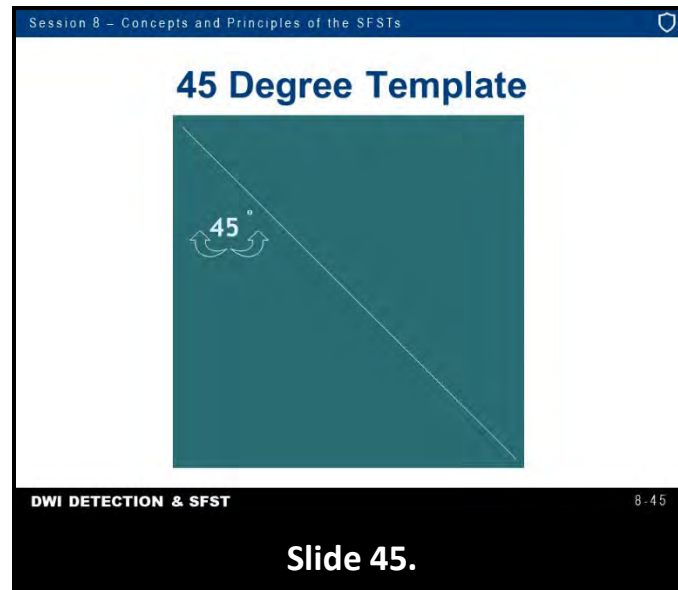 Session 8 – Concepts and Principles of the SFSTs
45 Degree Template
45°
DWI DETECTION & SFST
8-45
Slide 45.